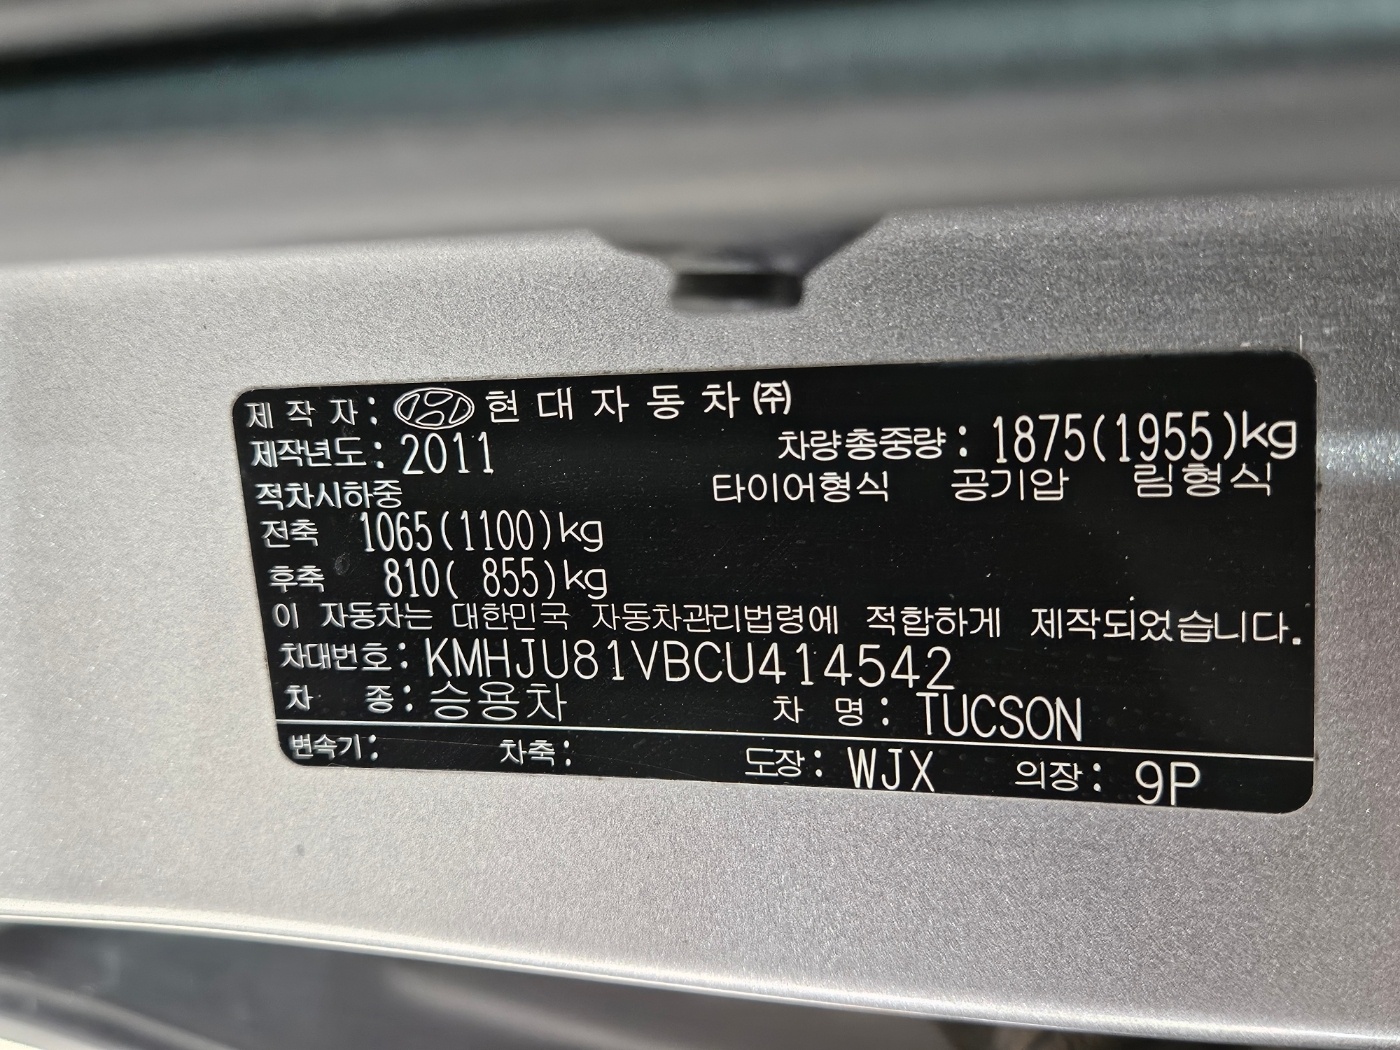 제 작 자 : 현 대 자 동 차 ㈜
제작년도 : 2011 차량총중량 : 1875(1955)kg
적차시하중 타이어형식 공기압 림형식
전축 1065(1100)kg
후축 810( 855)kg
이 자동차는 대한민국 자동차관리법령에 적합하게 제작되었습니다.
차대번호 : KMHJU81VBCU414542
차 종 : 승용차 차 명 : TUCSON
변속기 : 차축 : 도장 : WJX 의장 : 9P